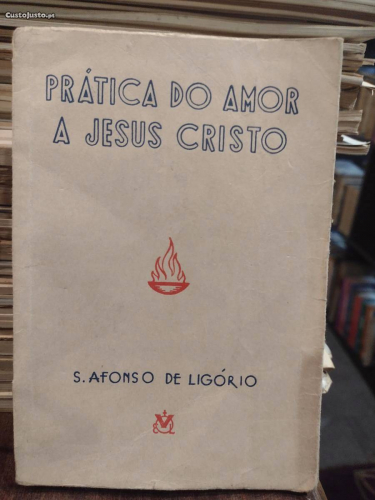 CustoJusto.pt
PRÁTICA DO AMOR
A JESUS CRISTO
S. AFONSO DE LIGÓRIO